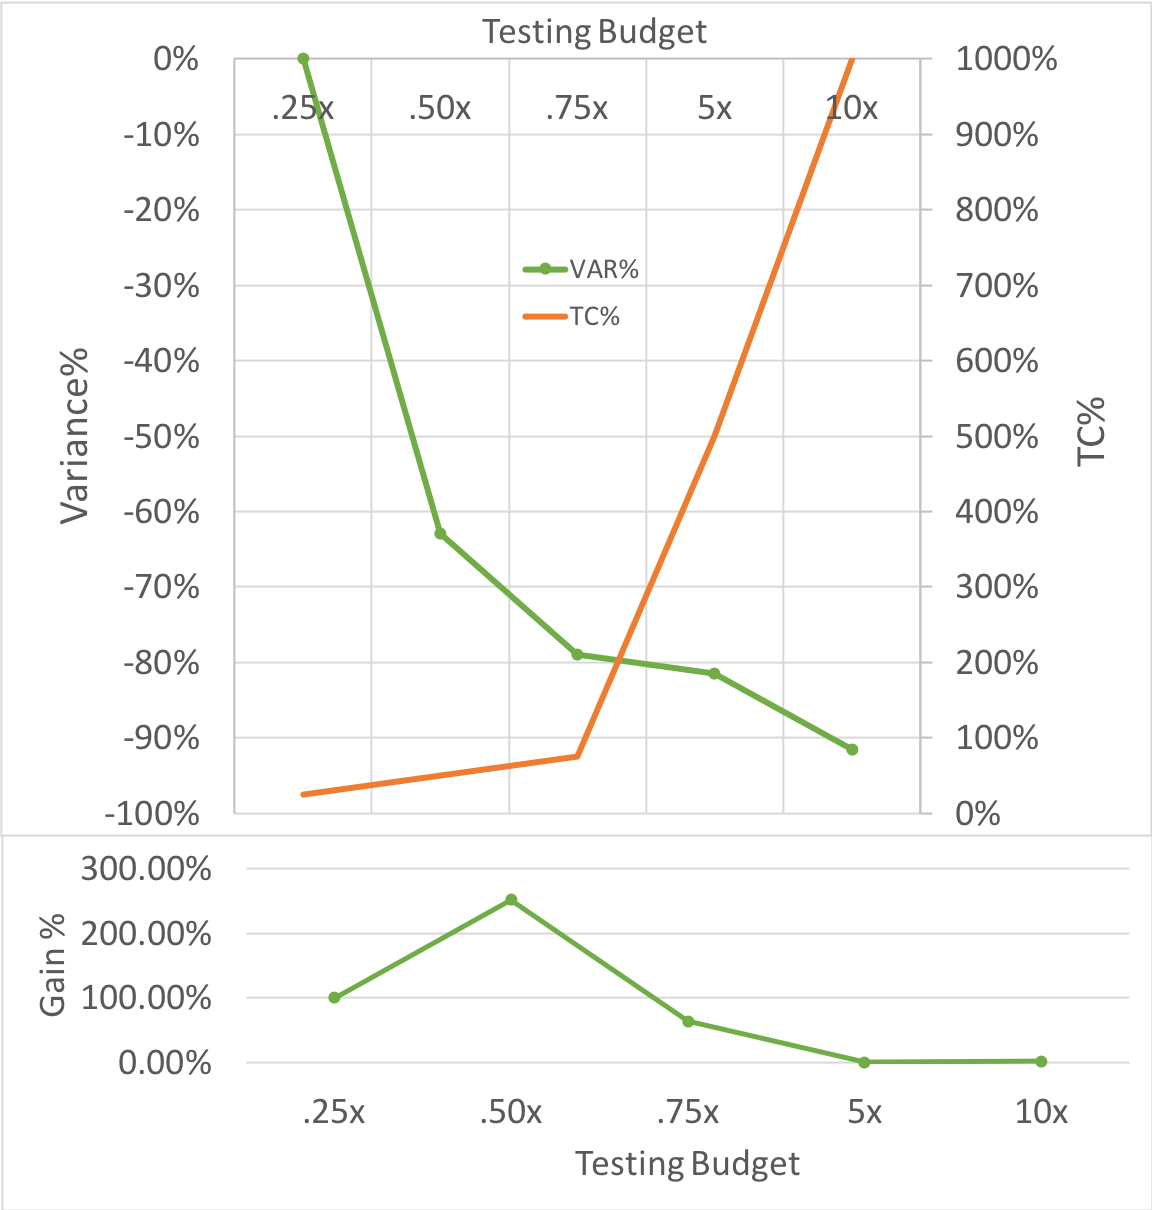 Testing Budget
0% 1000%
.25x .50x .75x 5x 10x
-10% 900%
-20% 800%
VAR%
-30% 700%
TC%
-40% 600%
Variance%
TC%
-50% 500%
-60% 400%
-70% 300%
-80% 200%
-90% 100%
-100% 0%
300.00%
Gain %
200.00%
100.00%
0.00%
.25x .50x .75x 5x 10x
Testing Budget